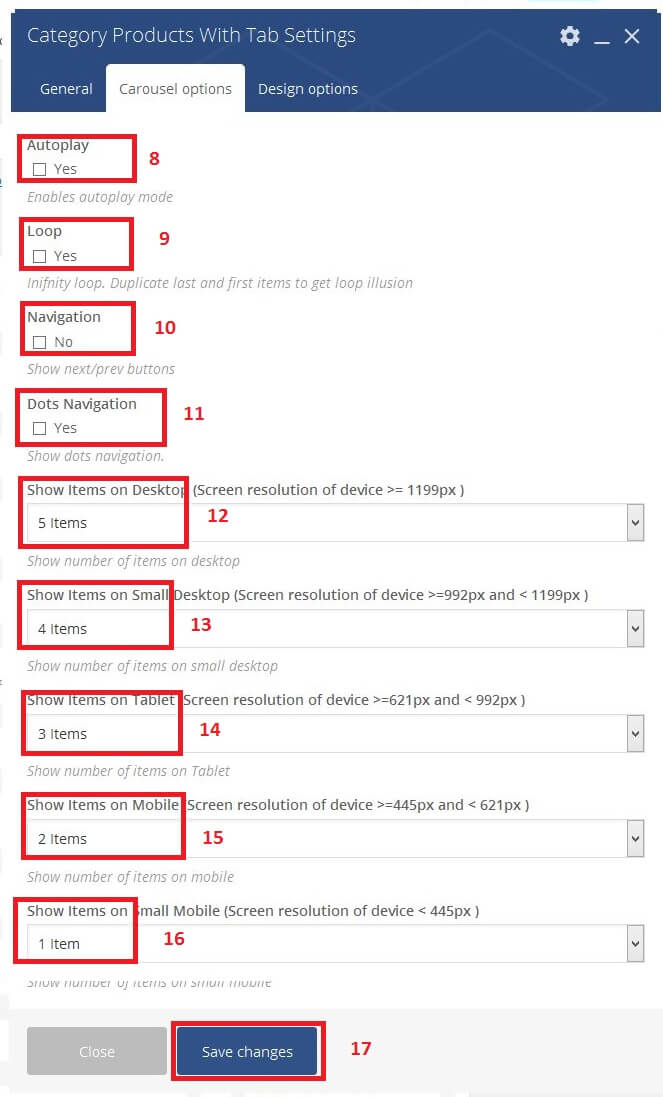 Category Products With Tab Settings
General Carousel options Design options
Autoplay
Yes 8
Enables autoplay mode
Loop
Yes 9
Inifnity loop. Duplicate last and first items to get loop illusion
Navigation
No 10
Show next/prev buttons
Dots Navigation
Yes 11
Show dots navigation.
Show Items on Desktop (Screen resolution of device >= 1199px )
5 Items 12
Show number of items on desktop
Show Items on Small Desktop (Screen resolution of device >=992px and < 1199px )
4 Items 13
Show number of items on small desktop
Show Items on Tablet (Screen resolution of device >=621px and < 992px )
3 Items 14
Show number of items on Tablet
Show Items on Mobile (Screen resolution of device >=445px and < 621px )
2 Items 15
Show number of items on mobile
Show Items on Small Mobile (Screen resolution of device < 445px )
1 Item 16
Show number of items on small mobile
Close Save changes 17